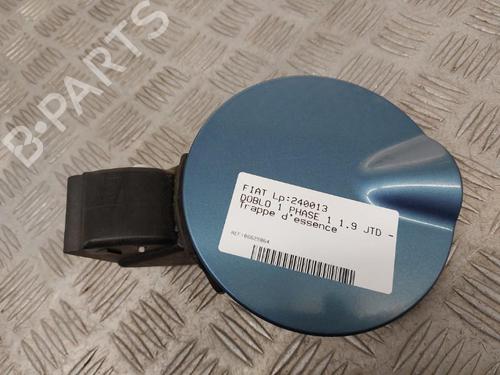 B-PARTS
FIAT Lp:240013
DOBLO 1 PHASE 1 1.9 JTD -
Trappe d'essence